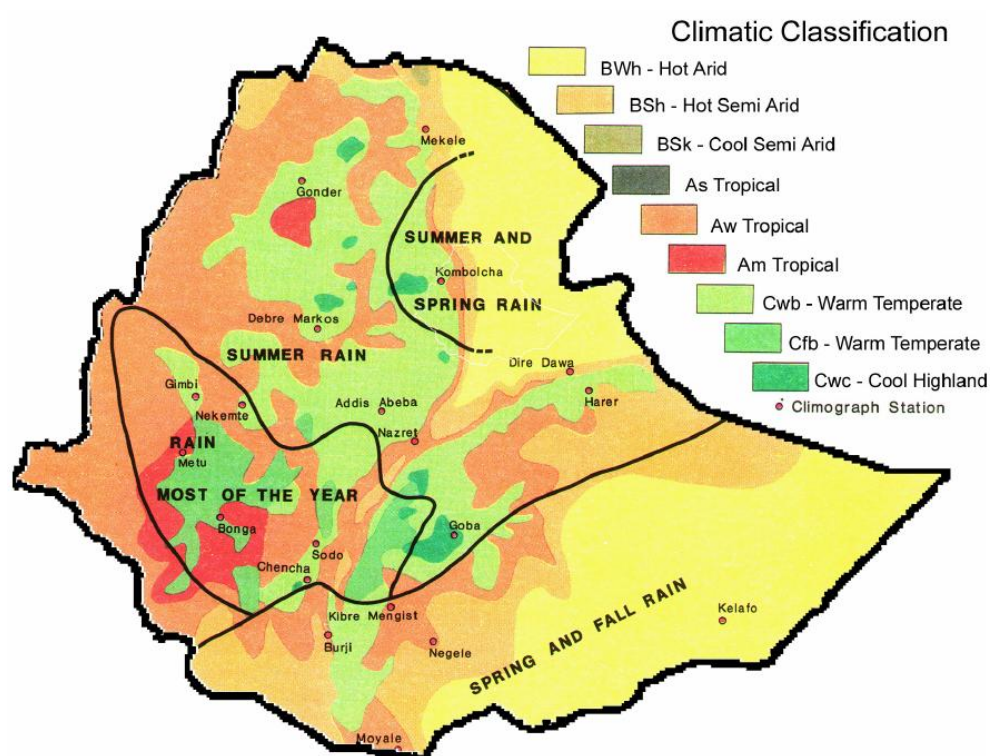 Climatic Classification
BWh - Hot Arid
BSh - Hot Semi Arid
BSk - Cool Semi Arid
As Tropical
Aw Tropical
Am Tropical
Cwb - Warm Temperate
Cfb - Warm Temperate
Cwc - Cool Highland
Climograph Station
Mekele
Gonder
SUMMER AND
Kombolcha
SPRING RAIN
Debre Markos
SUMMER RAIN
Dire Dawa
Gimbi
Nekemte
Addis Abeba
Harer
Nazret
RAIN
Metu
MOST OF THE YEAR
Bonga
Goba
Sodo
Chencha
Kibre Mengist
Kelafo
Burji
Negele
SPRING AND FALL RAIN
Moyale